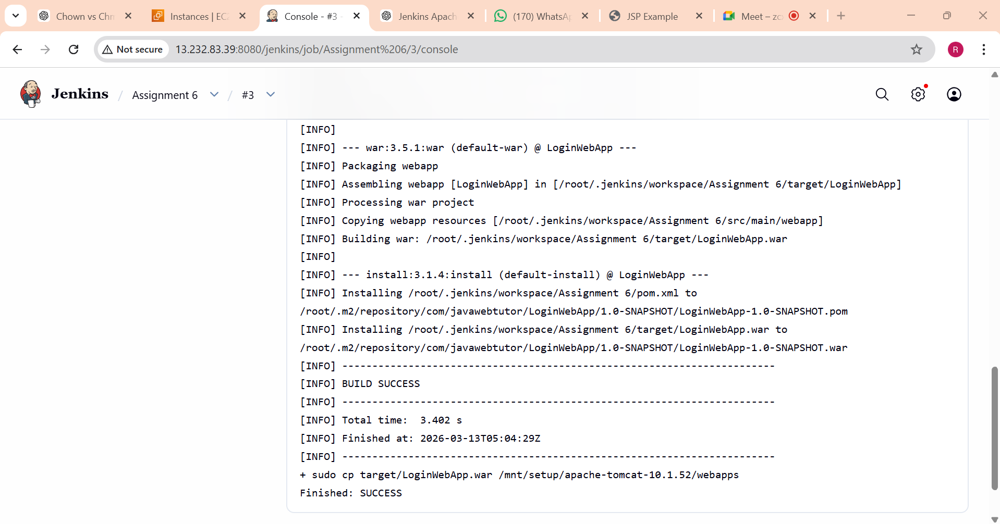 Chown vs Chm
Instances | EC2
Console - #3 -
Jenkins Apach
(170) WhatsAp
JSP Example
Meet – zcx
Not secure
13.232.83.39:8080/jenkins/job/Assignment%206/3/console
R
Jenkins / Assignment 6 / #3
[INFO]
[INFO] --- war:3.5.1:war (default-war) @ LoginWebApp ---
[INFO] Packaging webapp
[INFO] Assembling webapp [LoginWebApp] in [/root/.jenkins/workspace/Assignment 6/target/LoginWebApp]
[INFO] Processing war project
[INFO] Copying webapp resources [/root/.jenkins/workspace/Assignment 6/src/main/webapp]
[INFO] Building war: /root/.jenkins/workspace/Assignment 6/target/LoginWebApp.war
[INFO]
[INFO] --- install:3.1.4:install (default-install) @ LoginWebApp ---
[INFO] Installing /root/.jenkins/workspace/Assignment 6/pom.xml to
/root/.m2/repository/com/javawebtutor/LoginWebApp/1.0-SNAPSHOT/LoginWebApp-1.0-SNAPSHOT.pom
[INFO] Installing /root/.jenkins/workspace/Assignment 6/target/LoginWebApp.war to
/root/.m2/repository/com/javawebtutor/LoginWebApp/1.0-SNAPSHOT/LoginWebApp-1.0-SNAPSHOT.war
[INFO] ------------------------------------------------------------------------
[INFO] BUILD SUCCESS
[INFO] ------------------------------------------------------------------------
[INFO] Total time:  3.402 s
[INFO] Finished at: 2026-03-13T05:04:29Z
[INFO] ------------------------------------------------------------------------
+ sudo cp target/LoginWebApp.war /mnt/setup/apache-tomcat-10.1.52/webapps
Finished: SUCCESS